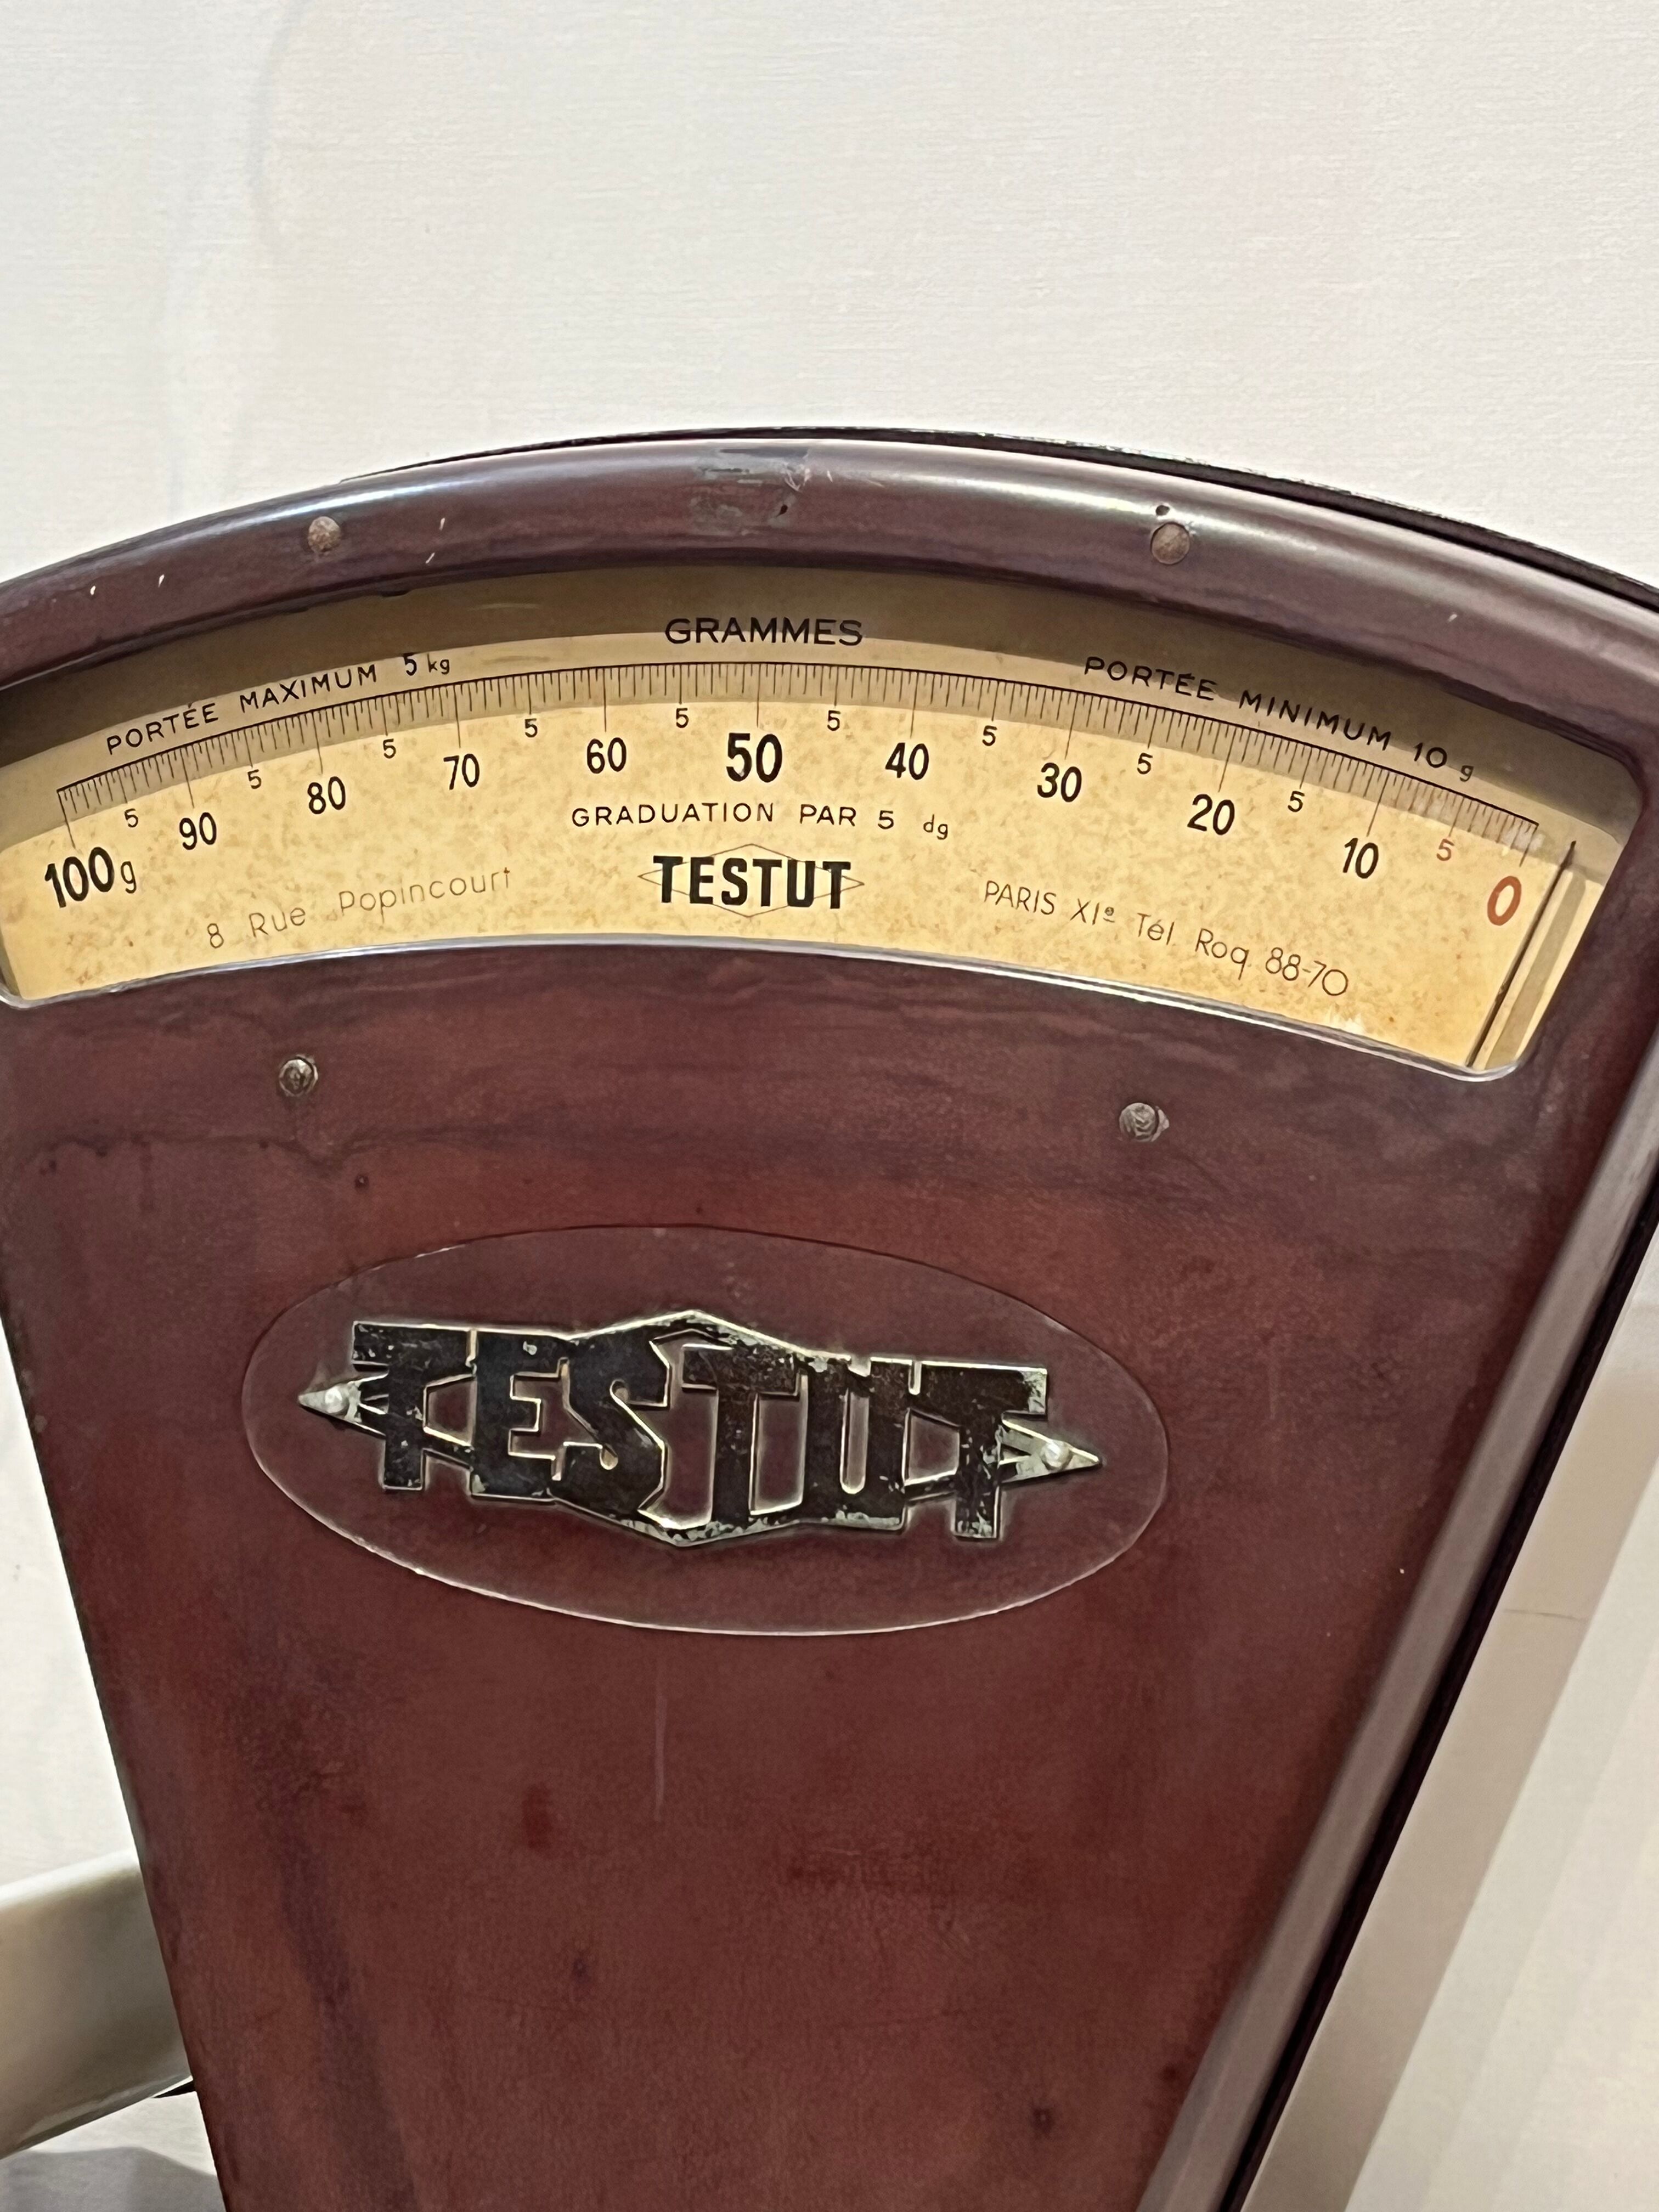 GRAMMES
PORTÉE MAXIMUM 5 kg
PORTÉE MINIMUM 10 g
100g 5 90 5 80 5 70 5 60 5 50 5 40 5 30 5 20 5 10 5 0
GRADUATION PAR 5 dg
TESTUT
8 Rue Popincourt
PARIS XIe Tél. Roq 88-70
TESTUT